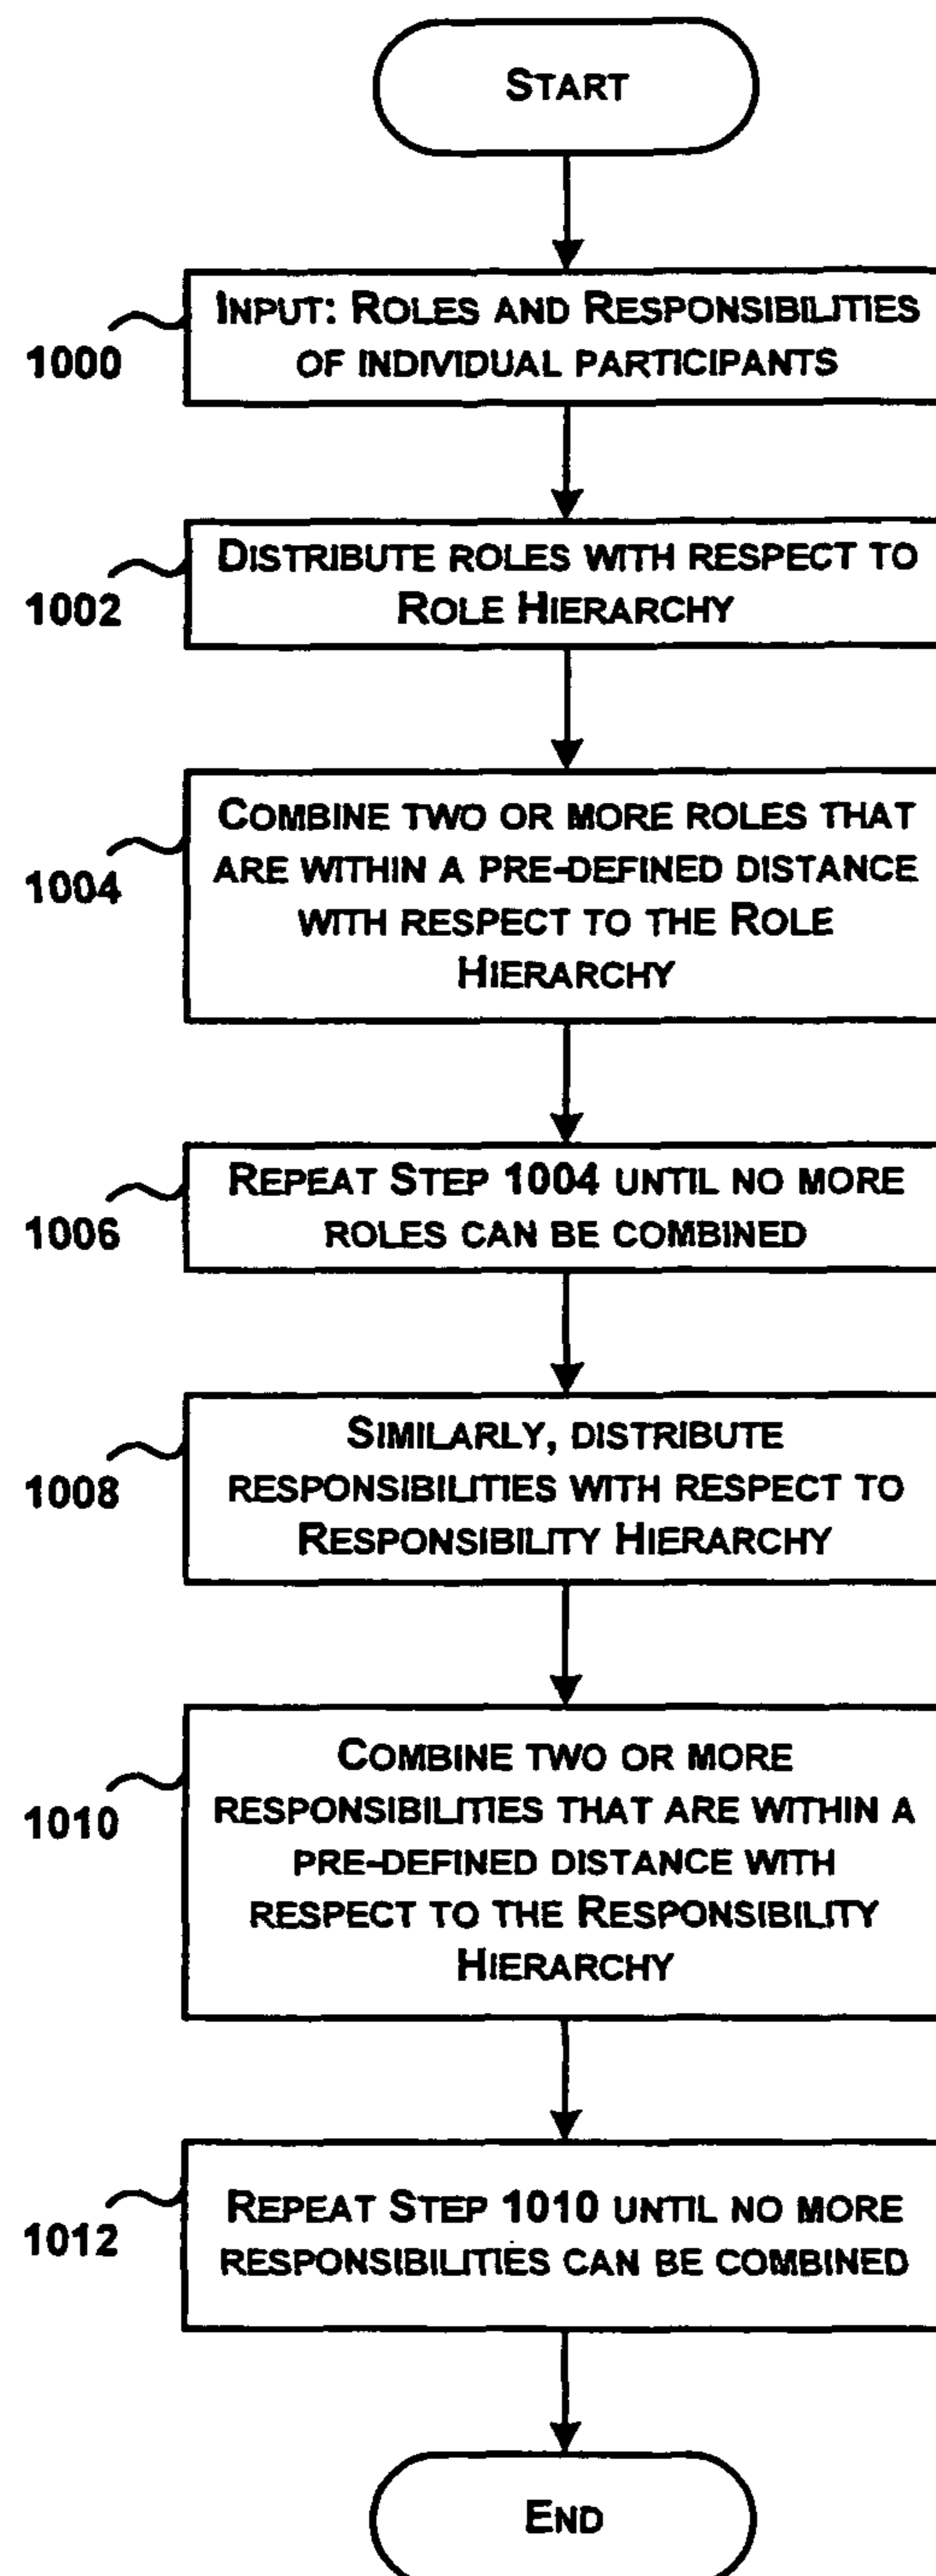 START
INPUT: ROLES AND RESPONSIBILITIES
OF INDIVIDUAL PARTICIPANTS
1000
DISTRIBUTE ROLES WITH RESPECT TO
ROLE HIERARCHY
1002
COMBINE TWO OR MORE ROLES THAT
ARE WITHIN A PRE-DEFINED DISTANCE
WITH RESPECT TO THE ROLE
HIERARCHY
1004
REPEAT STEP 1004 UNTIL NO MORE
ROLES CAN BE COMBINED
1006
SIMILARLY, DISTRIBUTE
RESPONSIBILITIES WITH RESPECT TO
RESPONSIBILITY HIERARCHY
1008
COMBINE TWO OR MORE
RESPONSIBILITIES THAT ARE WITHIN A
PRE-DEFINED DISTANCE WITH
RESPECT TO THE RESPONSIBILITY
HIERARCHY
1010
REPEAT STEP 1010 UNTIL NO MORE
RESPONSIBILITIES CAN BE COMBINED
1012
END